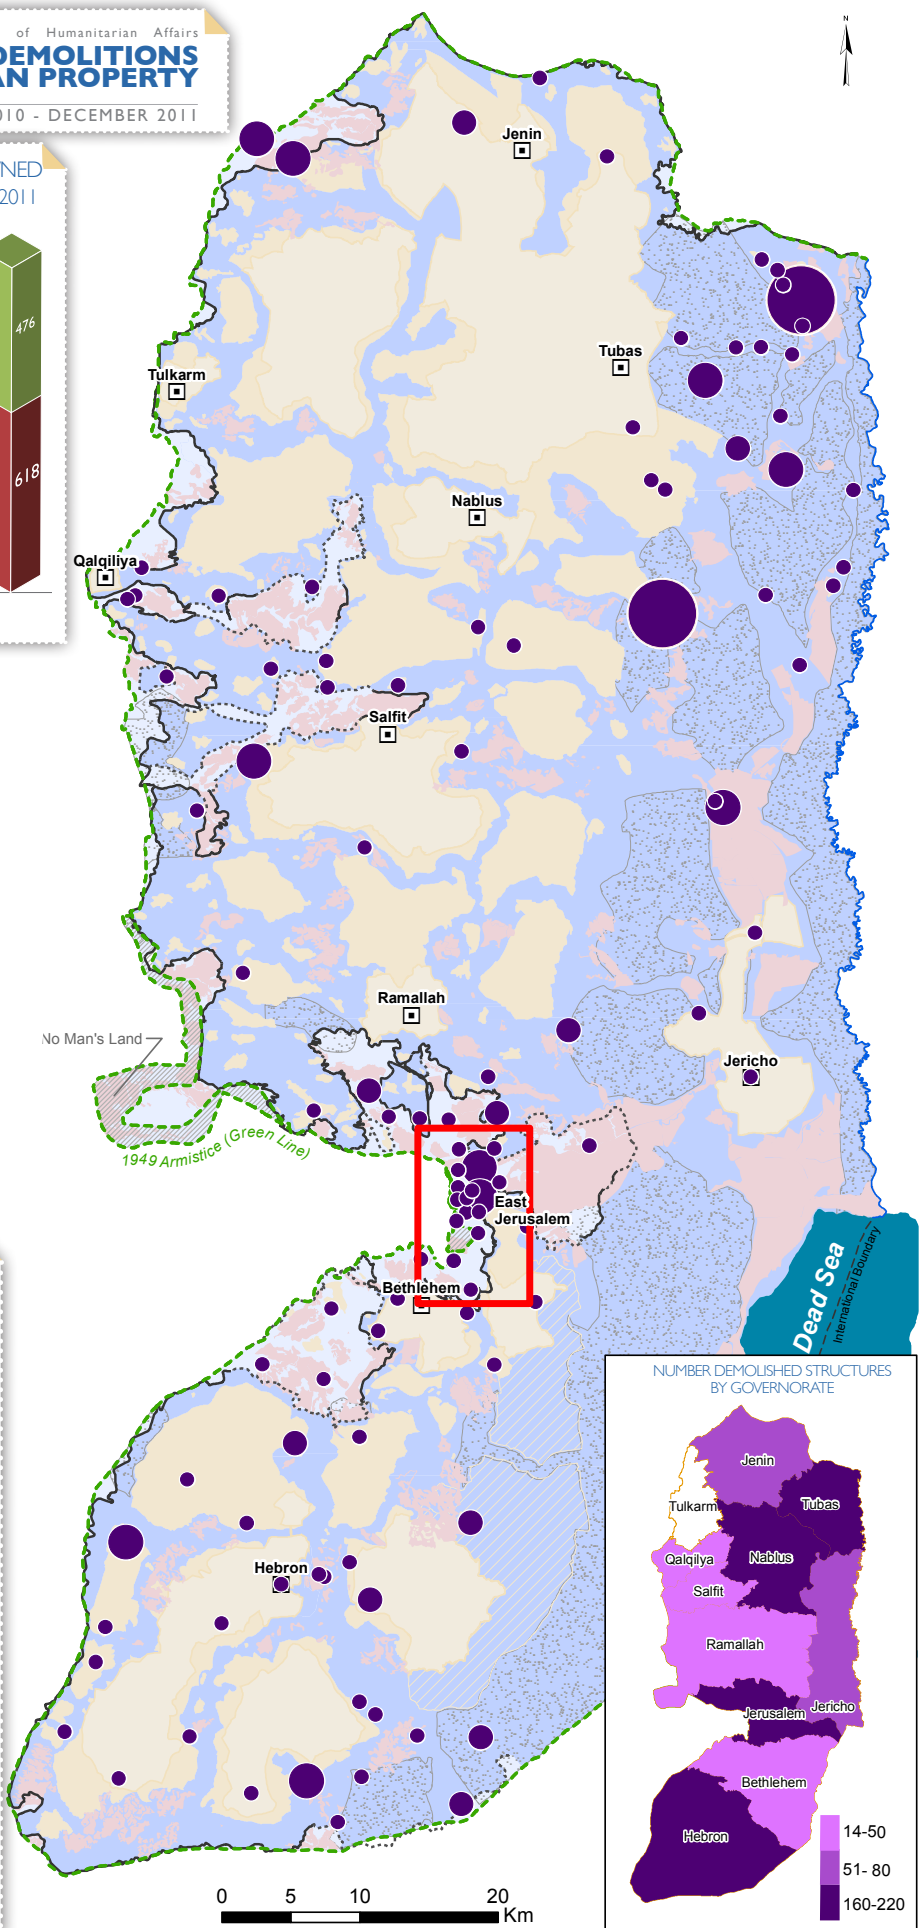 of Humanitarian Affairs
DEMOLITIONS
AN PROPERTY
010 - DECEMBER 2011
NED
2011
476
618
N
Jenin
Tubas
Tulkarm
Nablus
Qalqiliya
Salfit
Ramallah
No Man's Land
Jericho
1949 Armistice (Green Line)
East
Jerusalem
Bethlehem
Dead Sea
International Boundary
Hebron
NUMBER DEMOLISHED STRUCTURES
BY GOVERNORATE
Jenin
Tulkarm
Tubas
Qalqilya
Nablus
Salfit
Ramallah
Jerusalem
Jericho
Bethlehem
Hebron
14-50
51- 80
160-220
0 5 10 20
Km